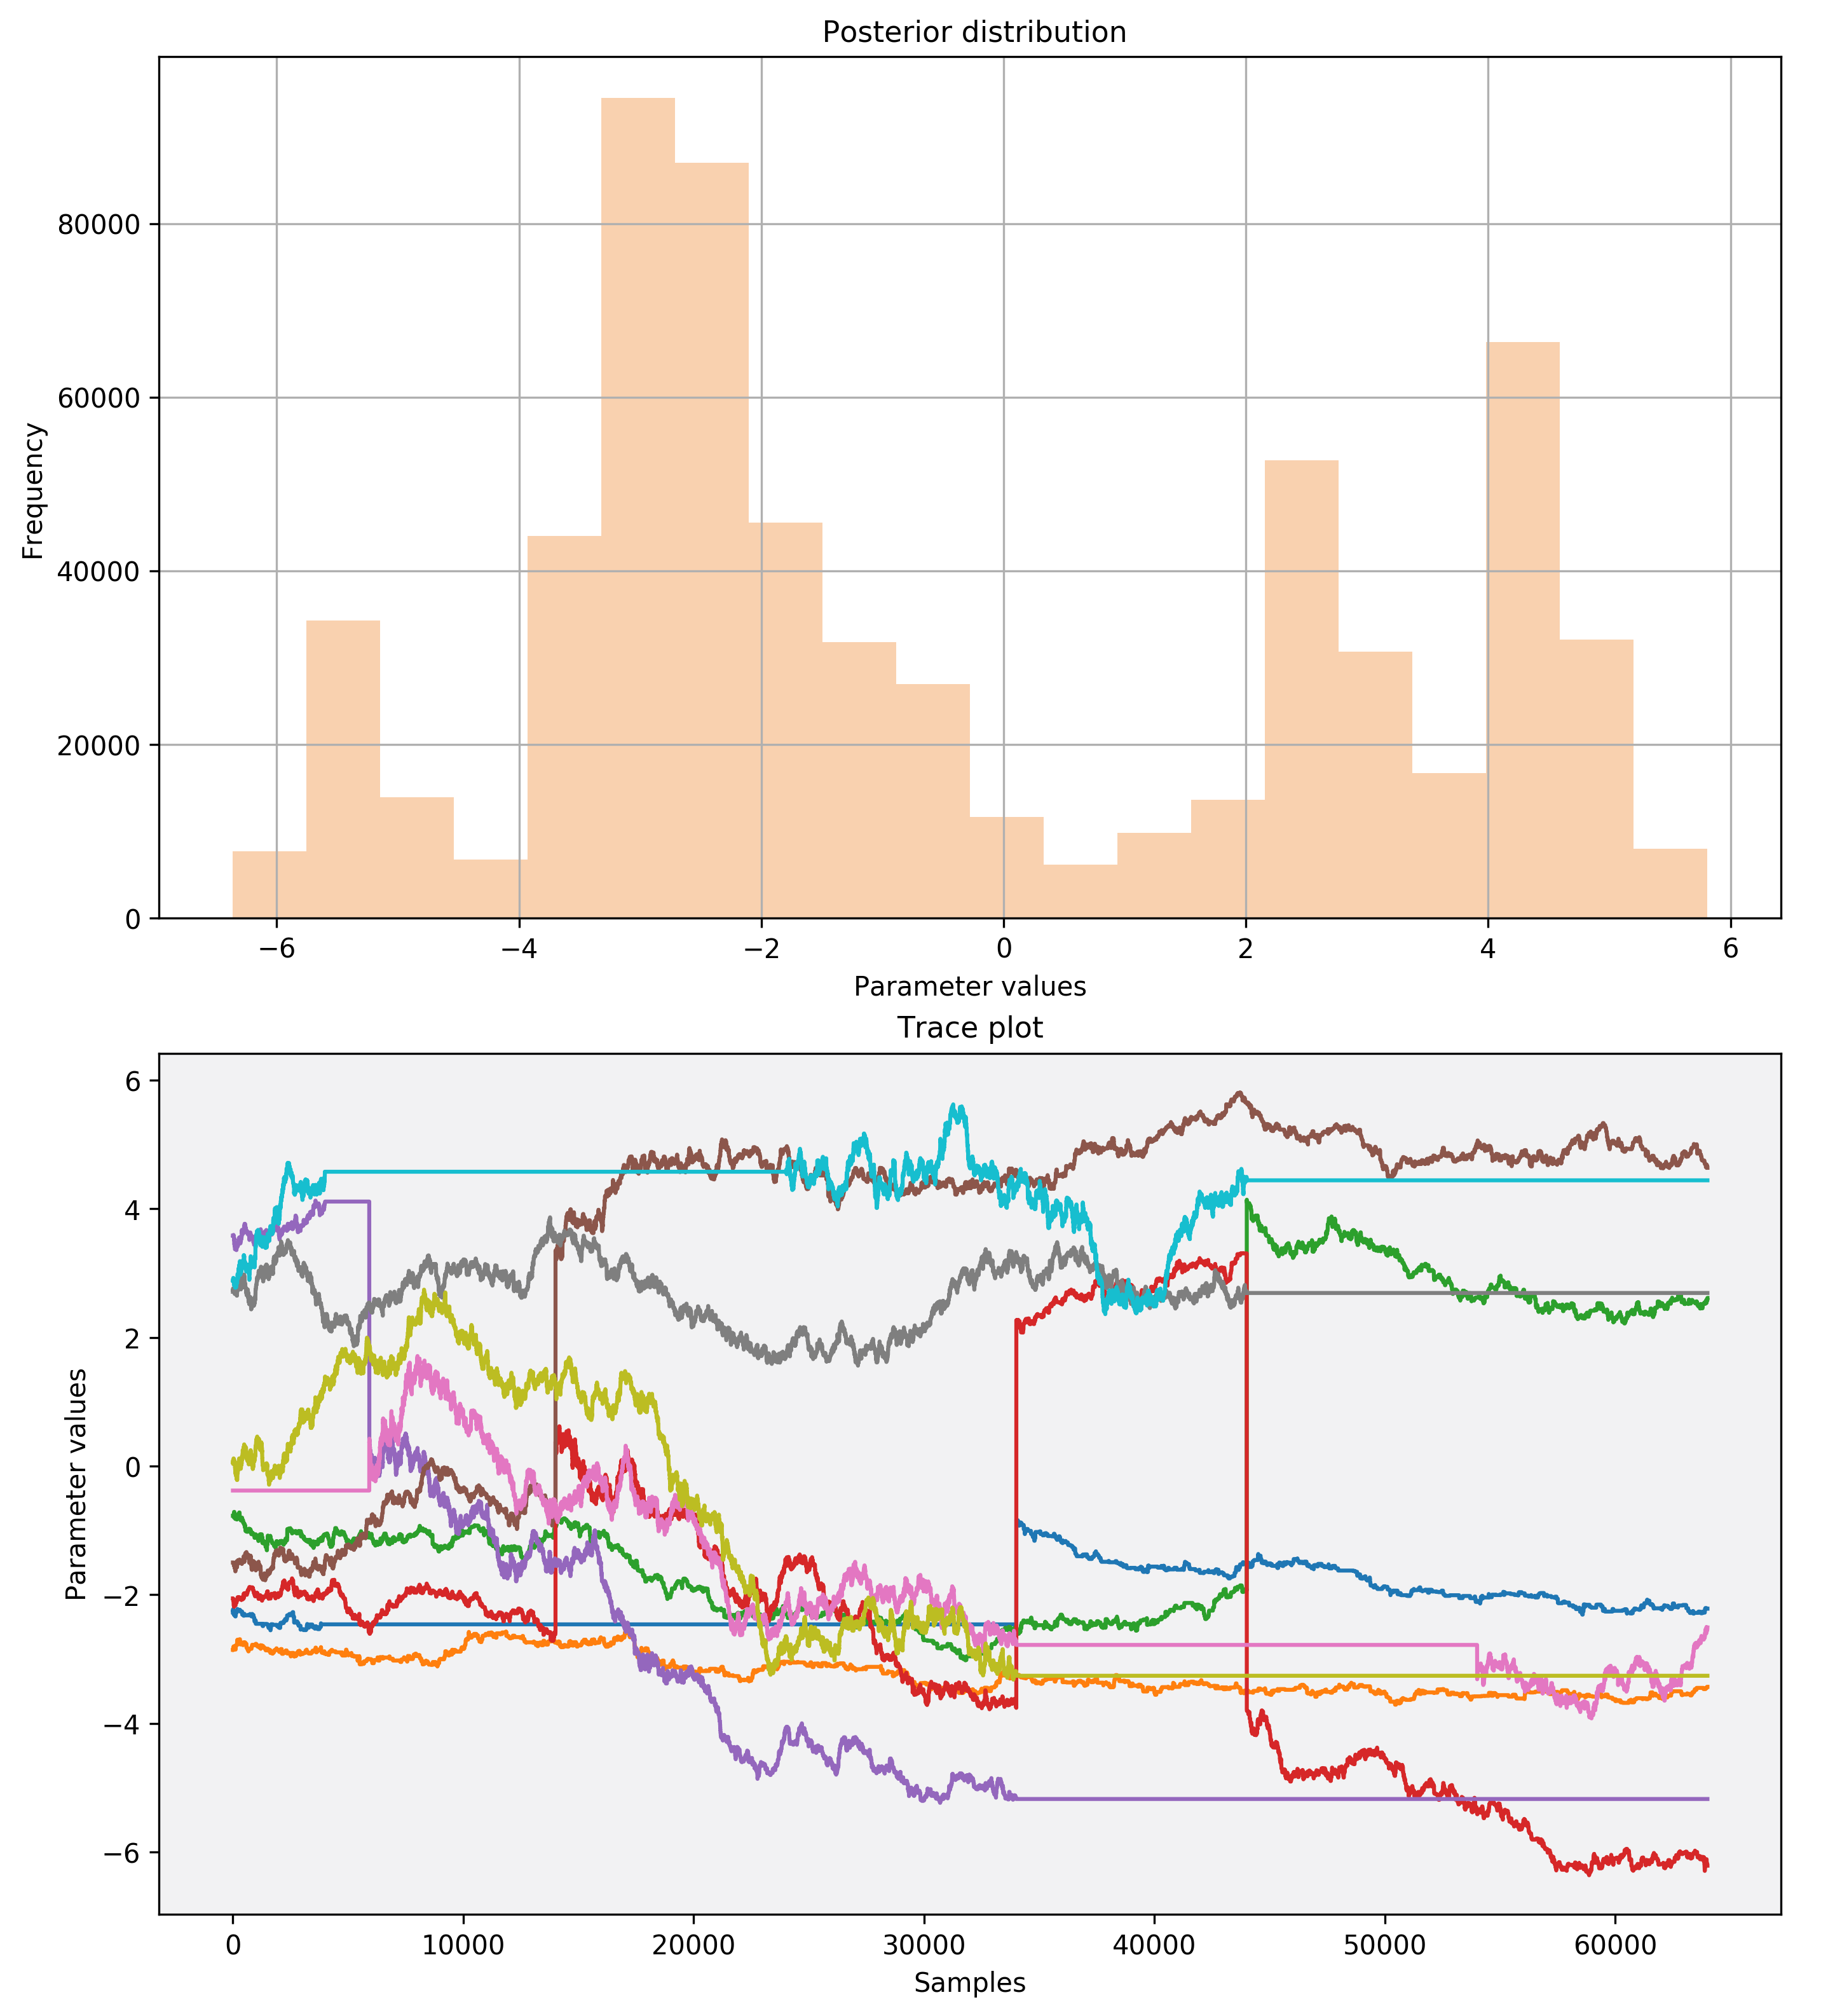 Posterior distribution
80000
60000
40000
20000
0
Frequency
−6 −4 −2 0 2 4 6
Parameter values
Trace plot
6
4
2
0
−2
−4
−6
Parameter values
0 10000 20000 30000 40000 50000 60000
Samples